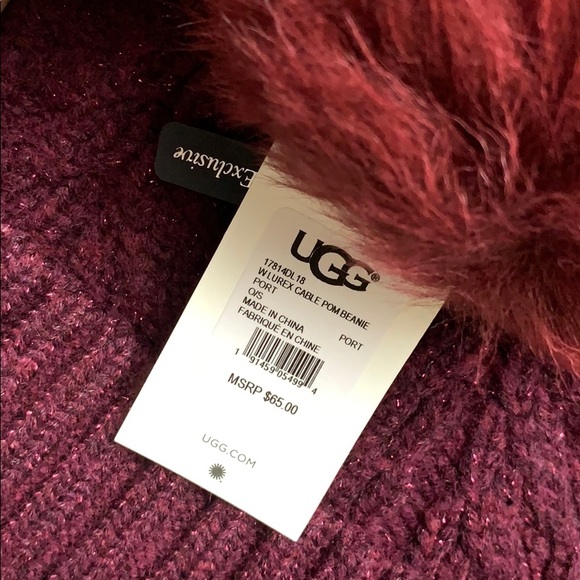 Exclusive
UGG®
17814DL18
W LUREX CABLE POM BEANIE
PORT PORT
O/S
MADE IN CHINA
FABRIQUÉ EN CHINE
1 91459 05499 4
MSRP $65.00
UGG.COM